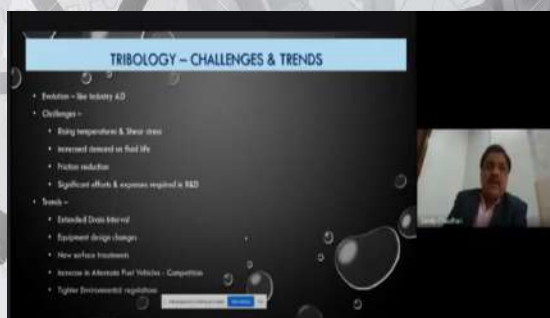 TRIBOLOGY – CHALLENGES & TRENDS
• Evolution – like Industry 4.0
• Challenges –
• Rising temperatures & Shear stress
• Increased demand on fluid life
• Friction reduction
• Significant efforts & expenses required in R&D
• Trends –
• Extended Drain Interval
• Equipment design changes
• New surface treatments
• Increase in Alternate Fuel Vehicles - Competition
• Tighter Environmental regulations